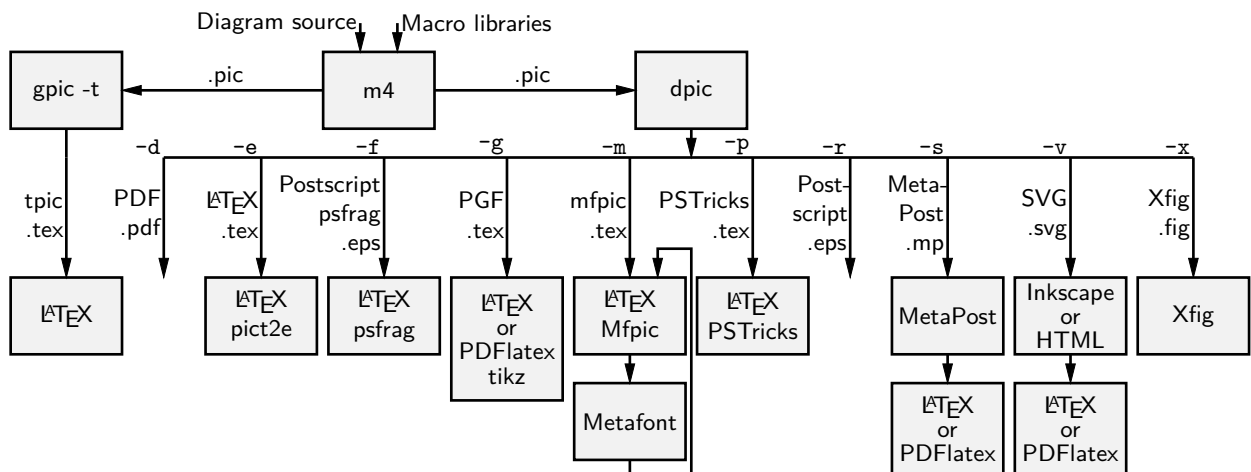 Diagram source
Macro libraries
gpic -t
.pic
m4
.pic
dpic
-d
-e
-f
-g
-m
-p
-r
-s
-v
-x
tpic
.tex
PDF
.pdf
LATEX
.tex
Postscript
psfrag
.eps
PGF
.tex
mfpic
.tex
PSTricks
.tex
Post-
script
.eps
Meta-
Post
.mp
SVG
.svg
Xfig
.fig
LATEX
LATEX
pict2e
LATEX
psfrag
LATEX
or
PDFlatex
tikz
LATEX
Mfpic
LATEX
PSTricks
MetaPost
Inkscape
or
HTML
Xfig
Metafont
LATEX
or
PDFlatex
LATEX
or
PDFlatex